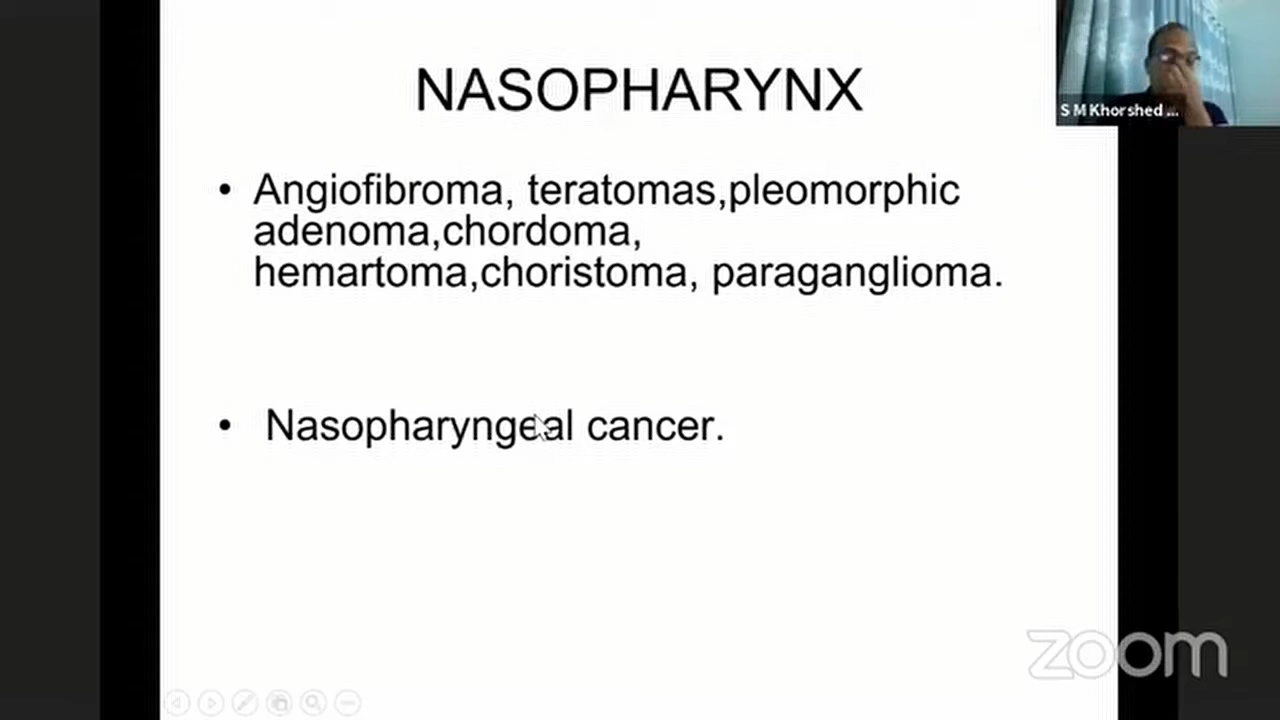 NASOPHARYNX
S M Khorshed ...
• Angiofibroma, teratomas,pleomorphic
adenoma,chordoma,
hemartoma,choristoma, paraganglioma.
• Nasopharyngeal cancer.
zoom